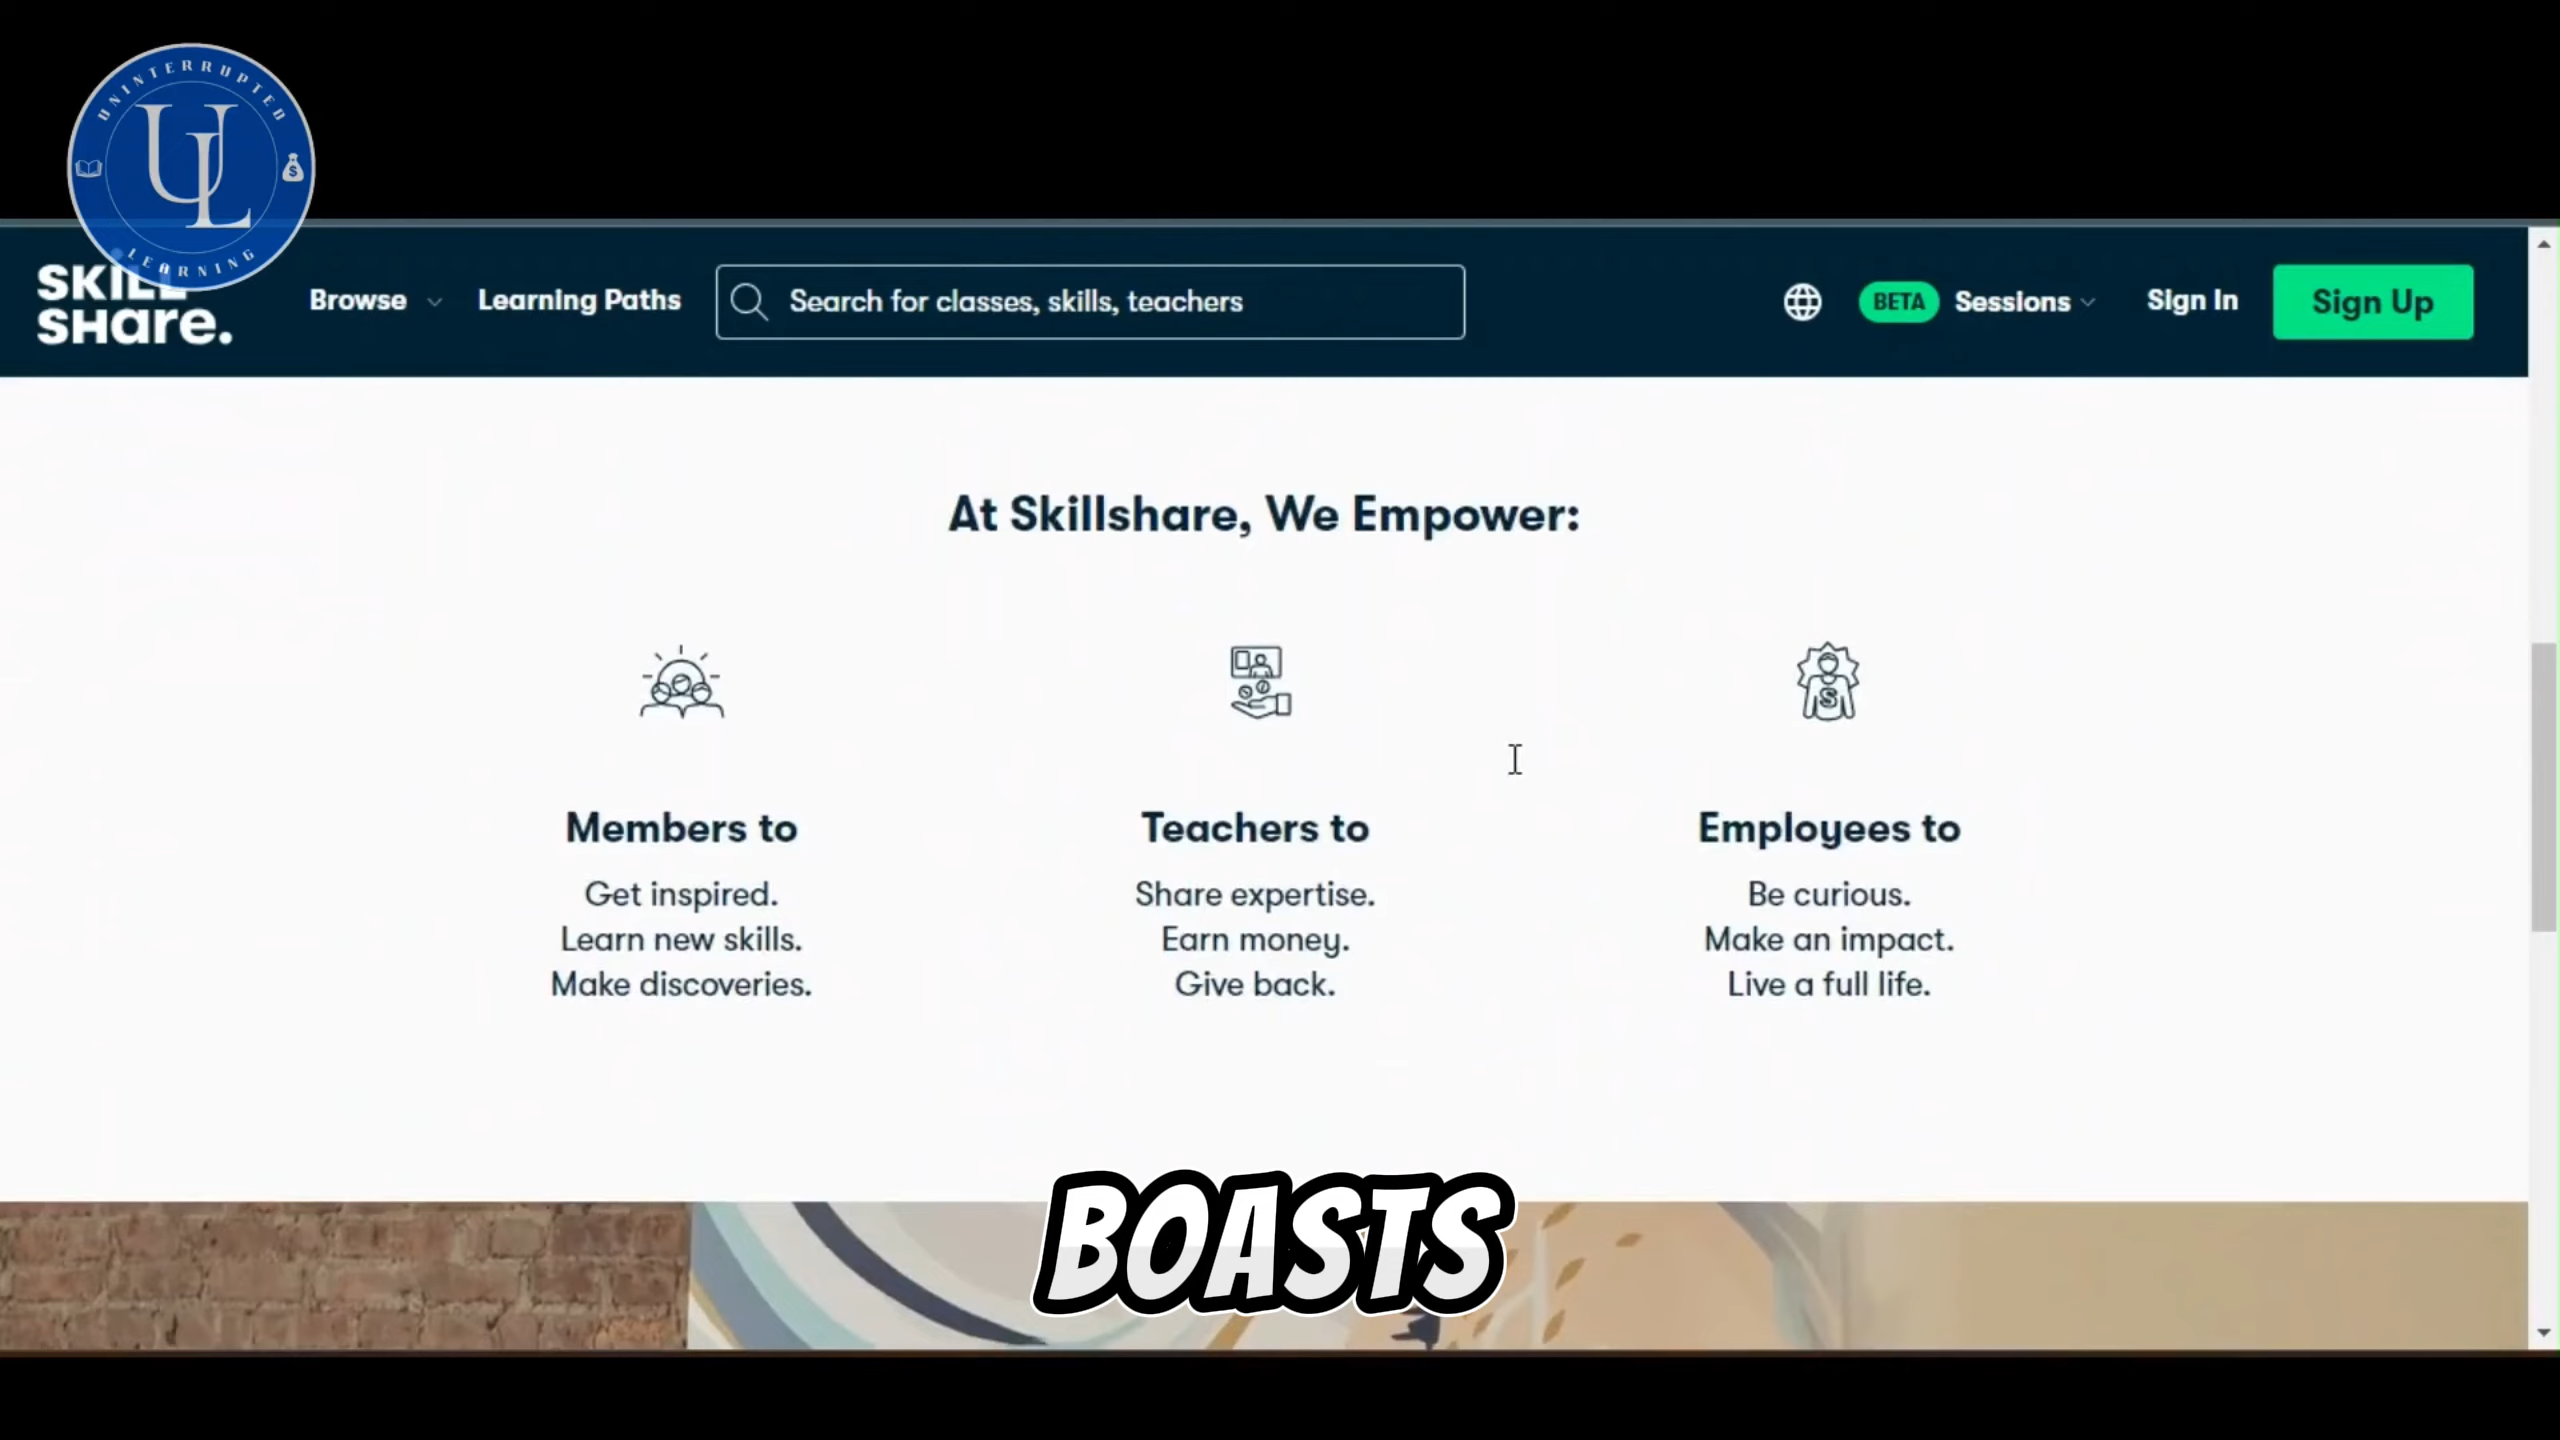 UNINTERRUPTED
UL
LEARNING
SKILL
SHare.
Browse
Learning Paths
Search for classes, skills, teachers
BETA
Sessions
Sign In
Sign Up
At Skillshare, We Empower:
S
Members to
Get inspired.
Learn new skills.
Make discoveries.
Teachers to
Share expertise.
Earn money.
Give back.
Employees to
Be curious.
Make an impact.
Live a full life.
BOASTS